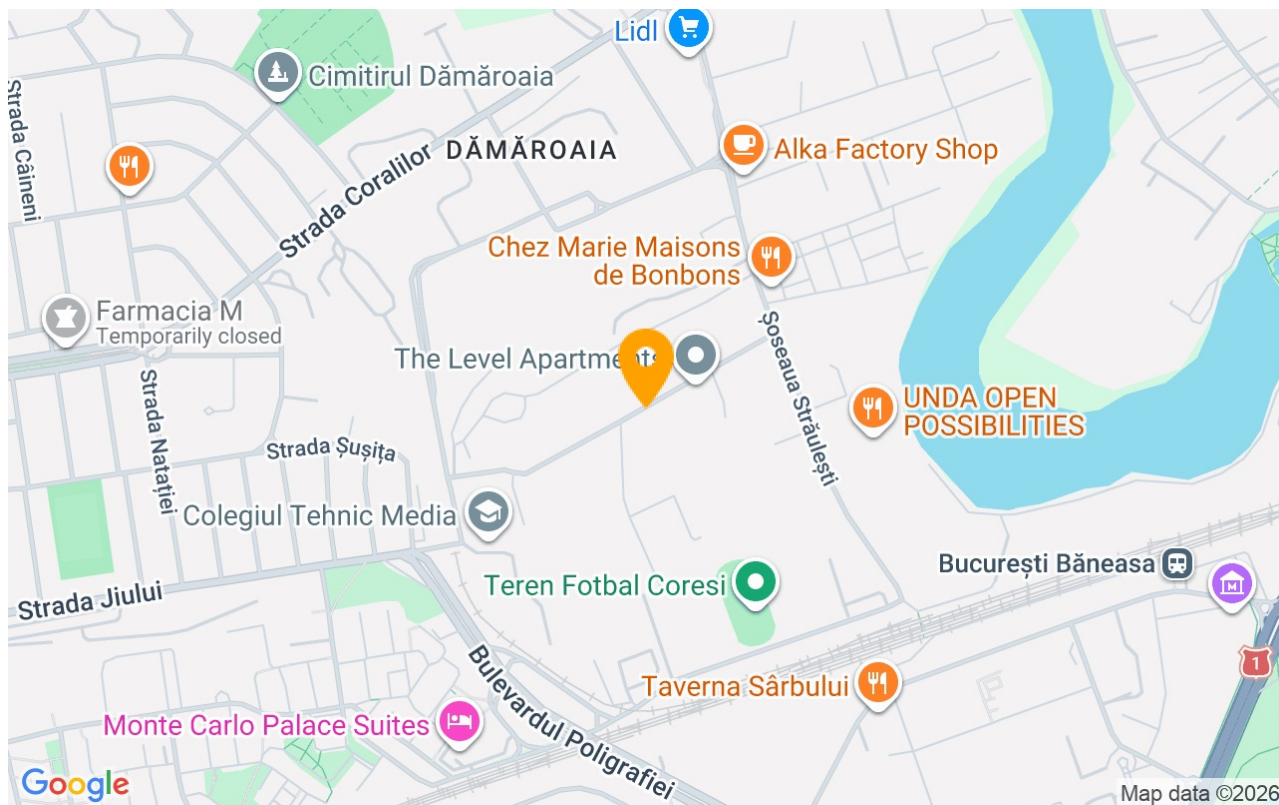 Lidl
Cimitirul Dămăroaia
Strada Câineni
DĂMĂROAIA
Alka Factory Shop
Strada Coralilor
Chez Marie Maisons
de Bonbons
Farmacia M
Temporarily closed
The Level Apartments
Șoseaua Străulești
Strada Natației
UNDA OPEN
POSSIBILITIES
Strada Șușița
Colegiul Tehnic Media
București Băneasa
Teren Fotbal Coresi
Strada Jiului
1
Bulevardul Poligrafiei
Taverna Sârbului
Monte Carlo Palace Suites
Google
Map data ©2026